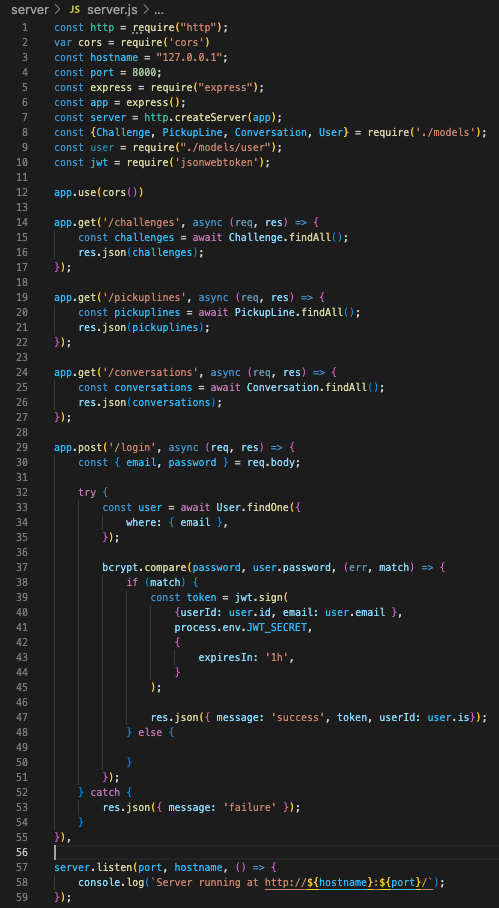 server > JS server.js > ...
1 const http = require("http");
2 var cors = require('cors')
3 const hostname = "127.0.0.1";
4 const port = 8000;
5 const express = require("express");
6 const app = express();
7 const server = http.createServer(app);
8 const {Challenge, PickupLine, Conversation, User} = require('./models');
9 const user = require("./models/user");
10 const jwt = require('jsonwebtoken');
11
12 app.use(cors())
13
14 app.get('/challenges', async (req, res) => {
15     const challenges = await Challenge.findAll();
16     res.json(challenges);
17 });
18
19 app.get('/pickuplines', async (req, res) => {
20     const pickuplines = await PickupLine.findAll();
21     res.json(pickuplines);
22 });
23
24 app.get('/conversations', async (req, res) => {
25     const conversations = await Conversation.findAll();
26     res.json(conversations);
27 });
28
29 app.post('/login', async (req, res) => {
30     const { email, password } = req.body;
31
32     try {
33         const user = await User.findOne({
34             where: { email },
35         });
36
37         bcrypt.compare(password, user.password, (err, match) => {
38             if (match) {
39                 const token = jwt.sign(
40                     {userId: user.id, email: user.email },
41                     process.env.JWT_SECRET,
42                     {
43                         expiresIn: '1h',
44                     }
45                 );
46
47                 res.json({ message: 'success', token, userId: user.is});
48             } else {
49
50             }
51         });
52     } catch {
53         res.json({ message: 'failure' });
54     }
55 }),
56
57 server.listen(port, hostname, () => {
58     console.log(`Server running at http://${hostname}:${port}/`);
59 });